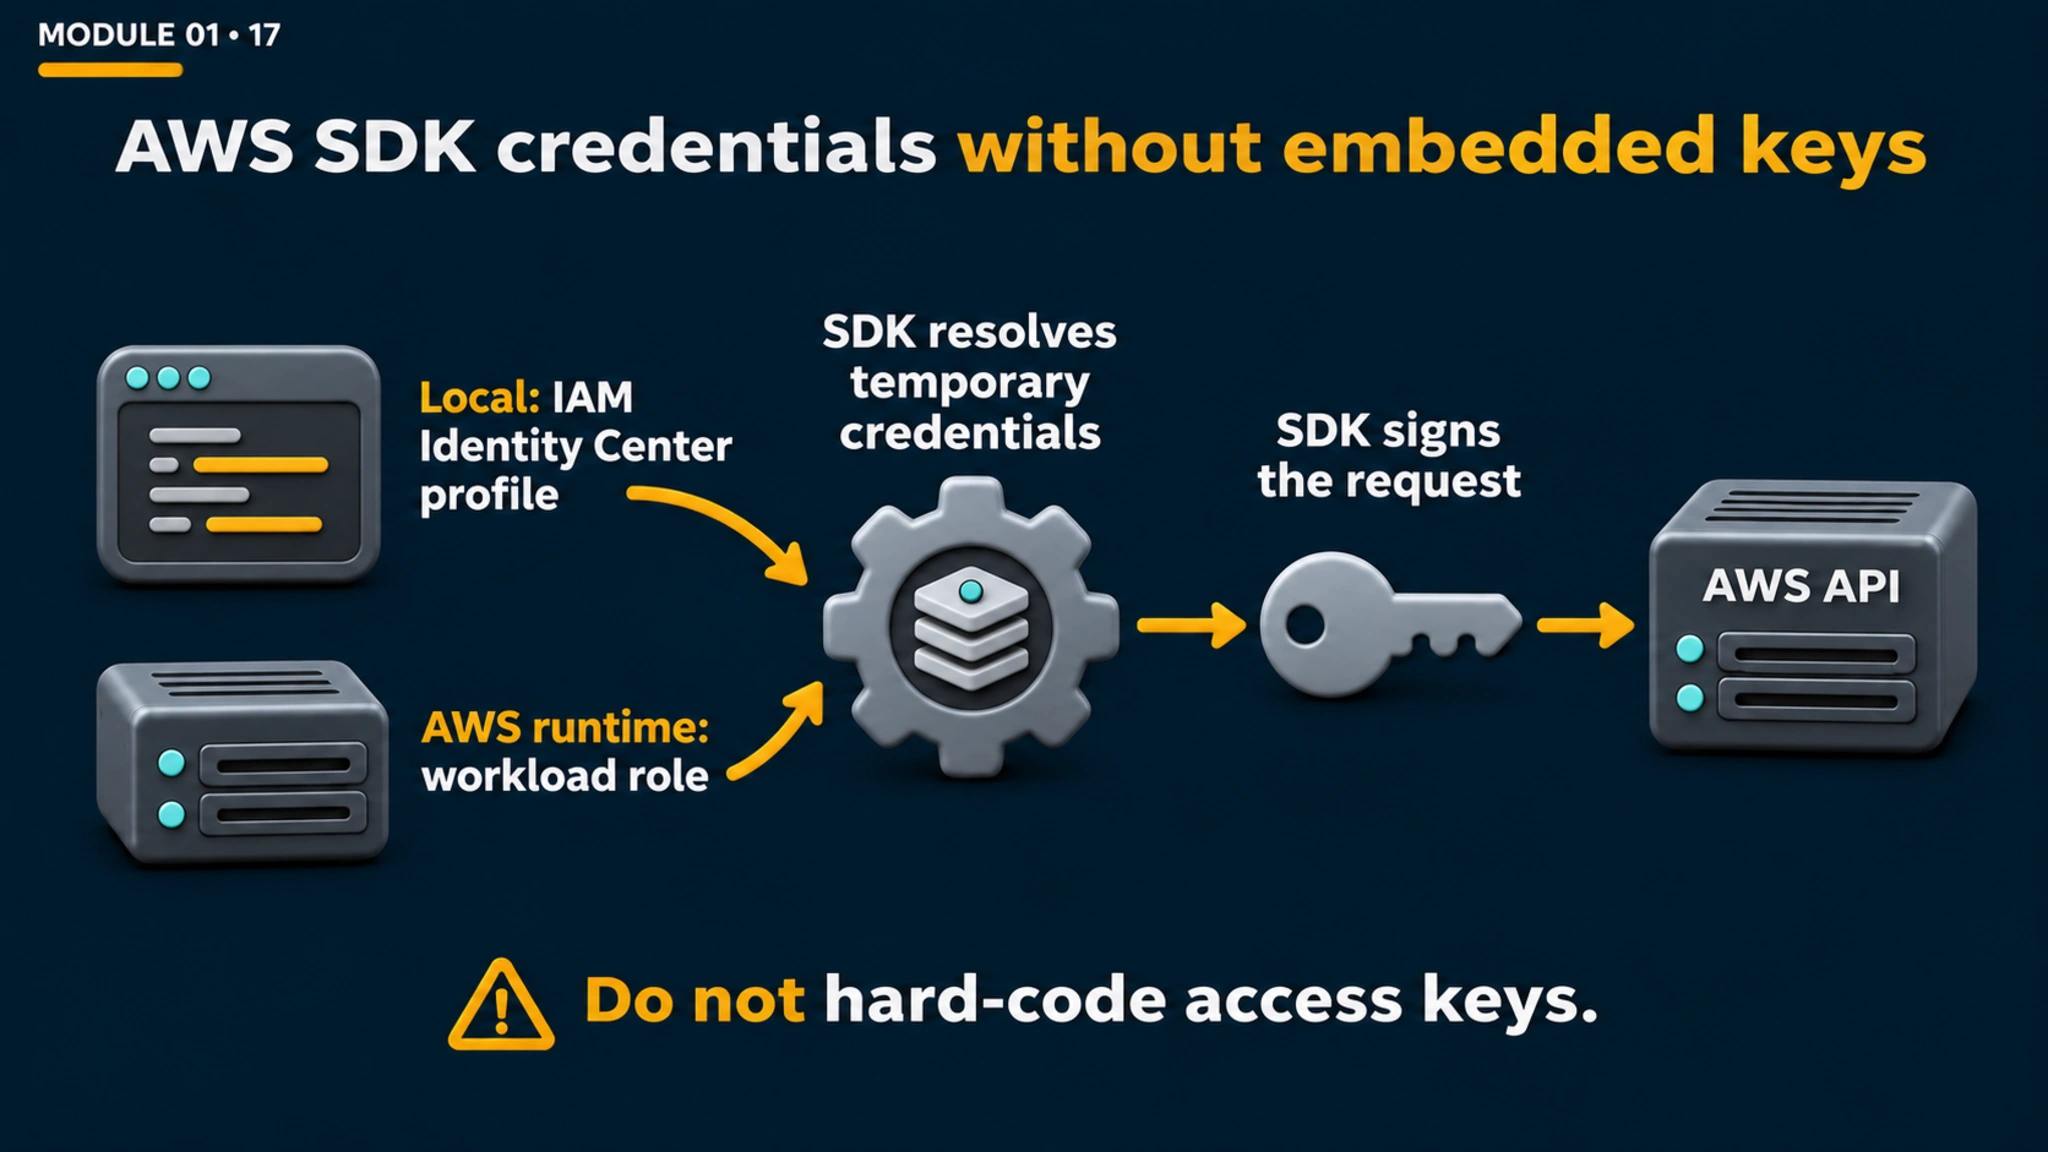 MODULE 01 • 17
AWS SDK credentials without embedded keys
Local: IAM
Identity Center
profile
AWS runtime:
workload role
SDK resolves
temporary
credentials
SDK signs
the request
AWS API
Do not hard-code access keys.